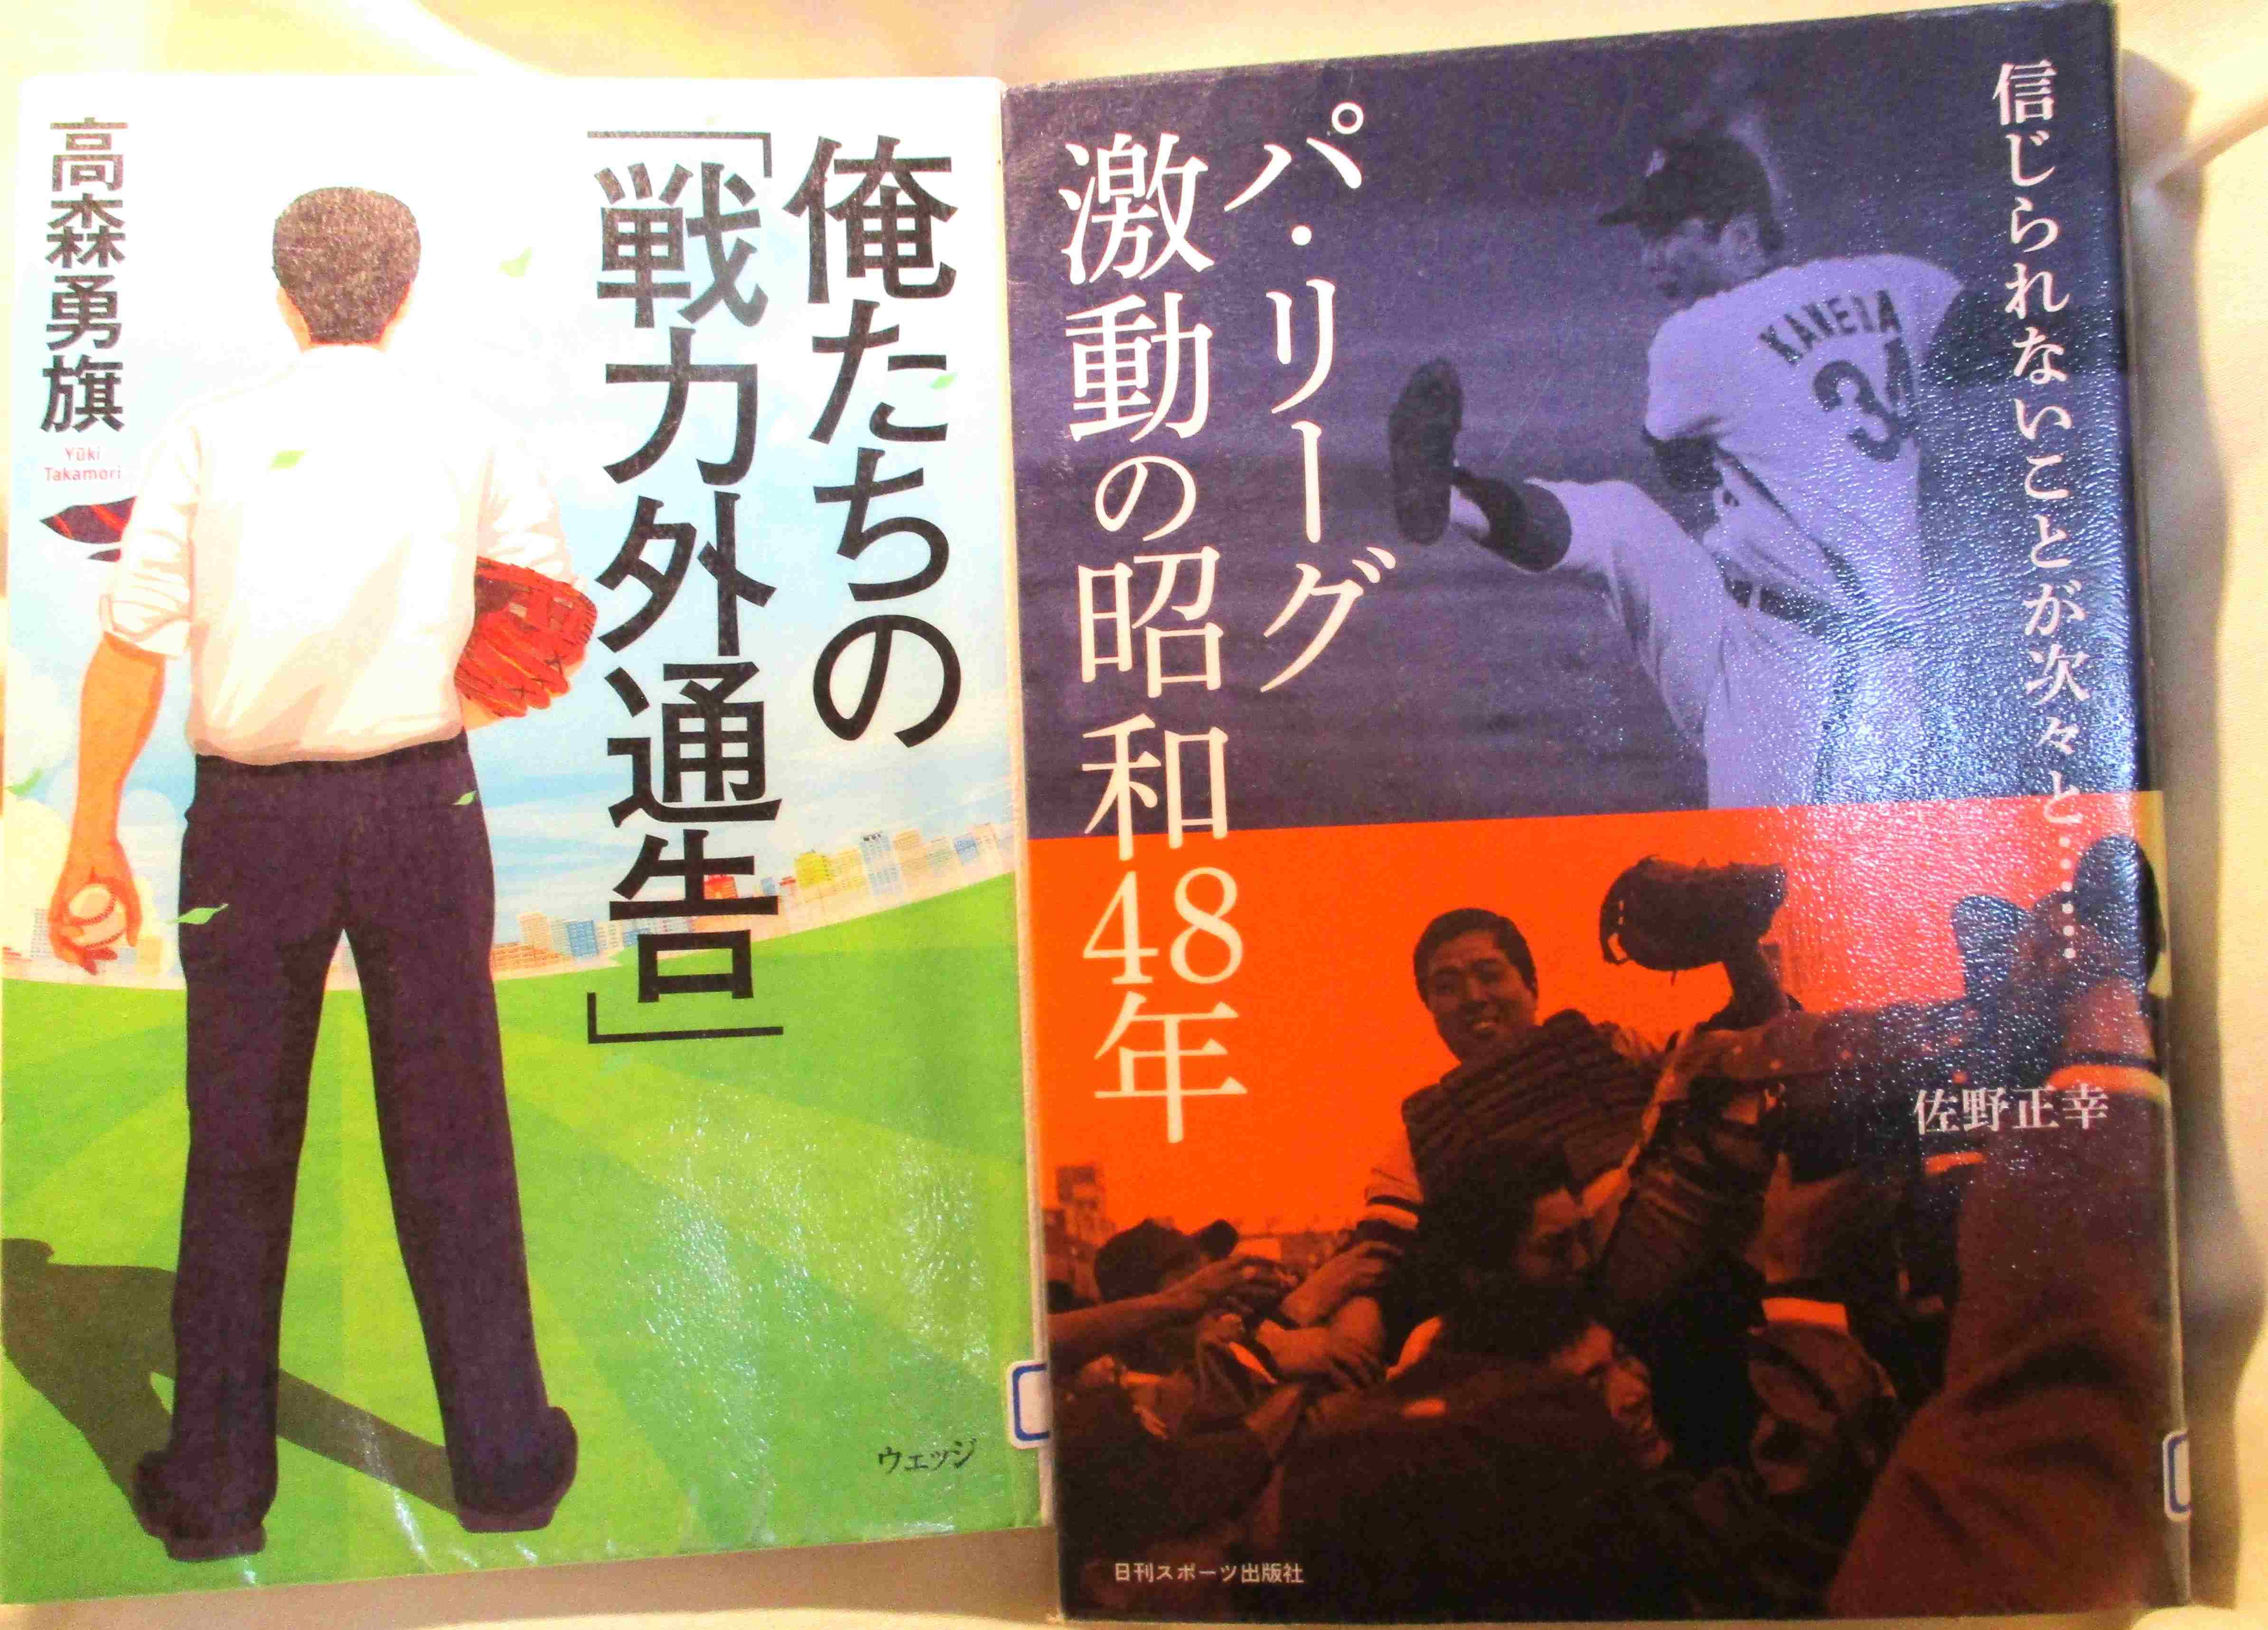 俺たちの
「戦力外通告」
高森勇旗
Yūki
Takamori
ウェッジ
信じられないことが次々と……
パ・リーグ
激動の昭和48年
KANEDA
34
佐野正幸
日刊スポーツ出版社